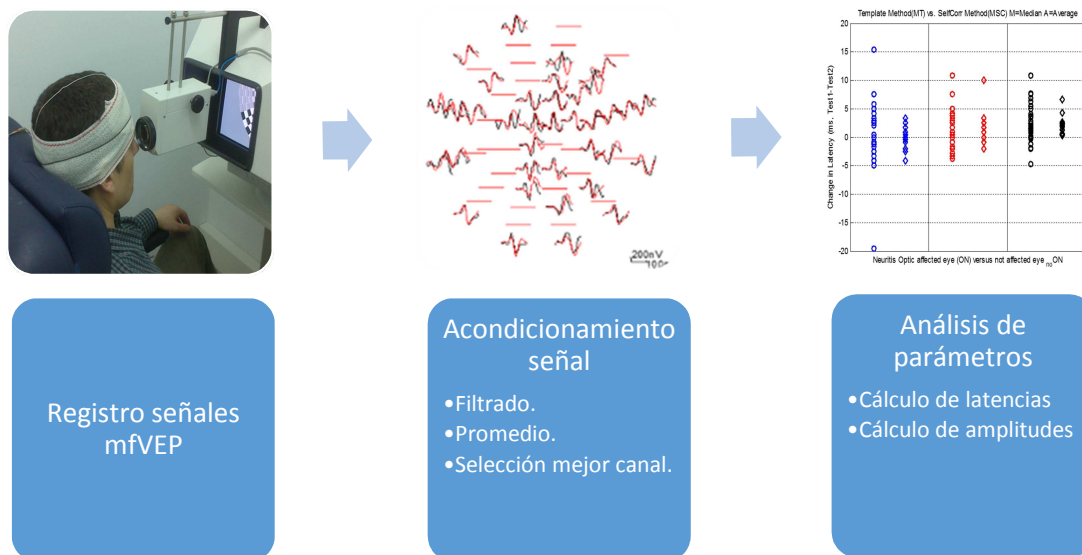 Template Method(MT) vs. SelfCorr Method(MSC) M=Median A=Average
20
15
10
5
0
-5
-10
-15
-20
Change in Latency (ms, Test1-Test2)
Neuritis Optic affected eye (ON) versus not affected eye noON
200nV
Registro señales
mfVEP
Acondicionamiento
señal
•Filtrado.
•Promedio.
•Selección mejor canal.
Análisis de
parámetros
•Cálculo de latencias
•Cálculo de amplitudes